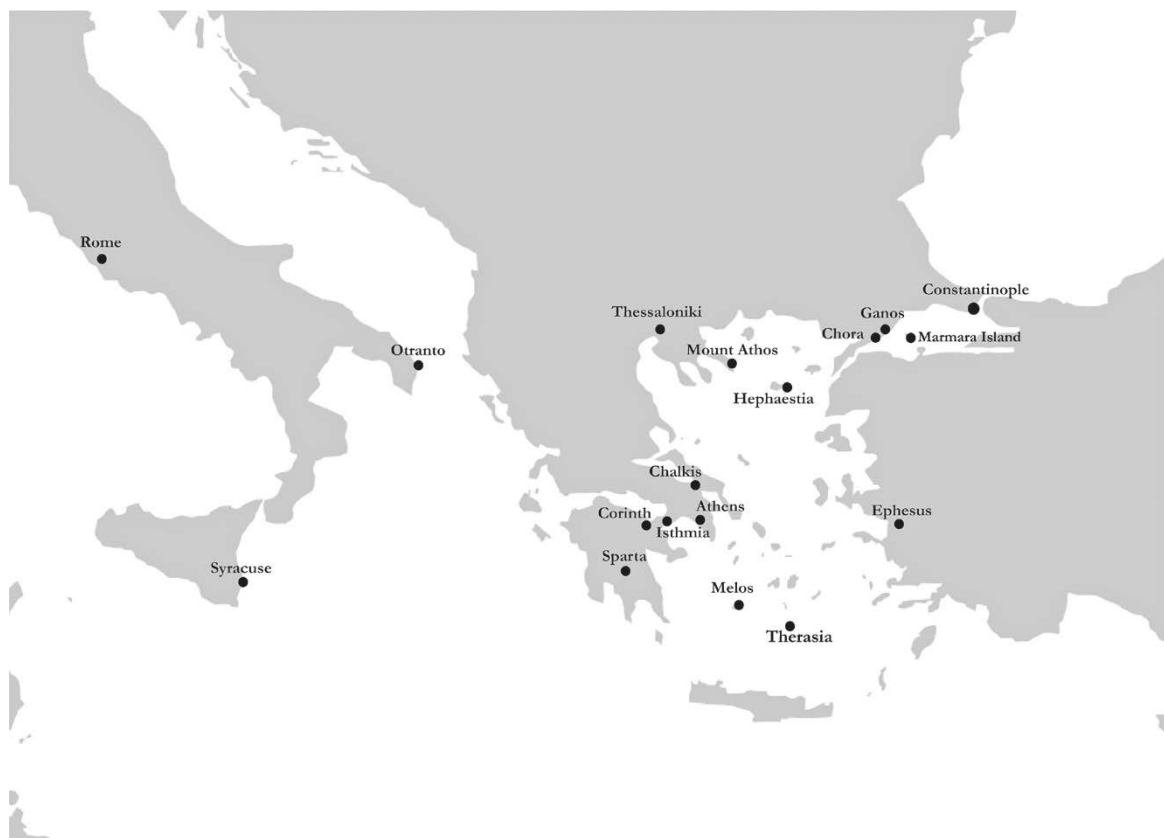 Rome
Constantinople
Ganos
Thessaloniki
Chora
Marmara Island
Otranto
Mount Athos
Hephaestia
Chalkis
Athens
Corinth
Ephesus
Isthmia
Sparta
Syracuse
Melos
Therasia